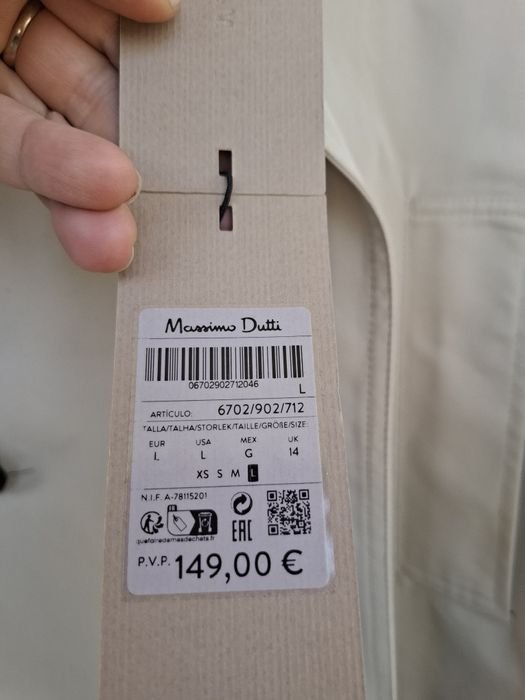 Massimo Dutti
06702902712046
L
ARTÍCULO: 6702/902/712
TALLA/TALHA/STORLEK/TAILLE/GRÖßE/SIZE:
EUR USA MEX UK
L L G 14
XS S M L
N.I.F. A-78115201
FR
EAC
quefairedemesdechets.fr
P.V.P. 149,00 €